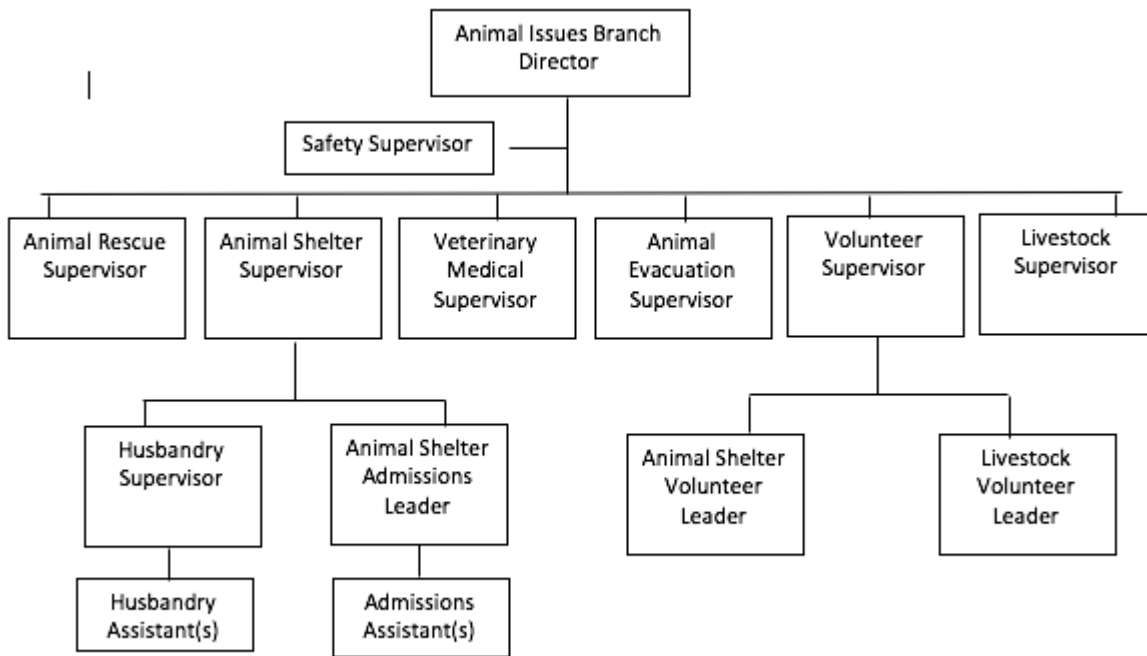 Animal Issues Branch
Director
Safety Supervisor
Animal Rescue
Supervisor
Animal Shelter
Supervisor
Veterinary
Medical
Supervisor
Animal
Evacuation
Supervisor
Volunteer
Supervisor
Livestock
Supervisor
Husbandry
Supervisor
Animal Shelter
Admissions
Leader
Animal Shelter
Volunteer
Leader
Livestock
Volunteer
Leader
Husbandry
Assistant(s)
Admissions
Assistant(s)